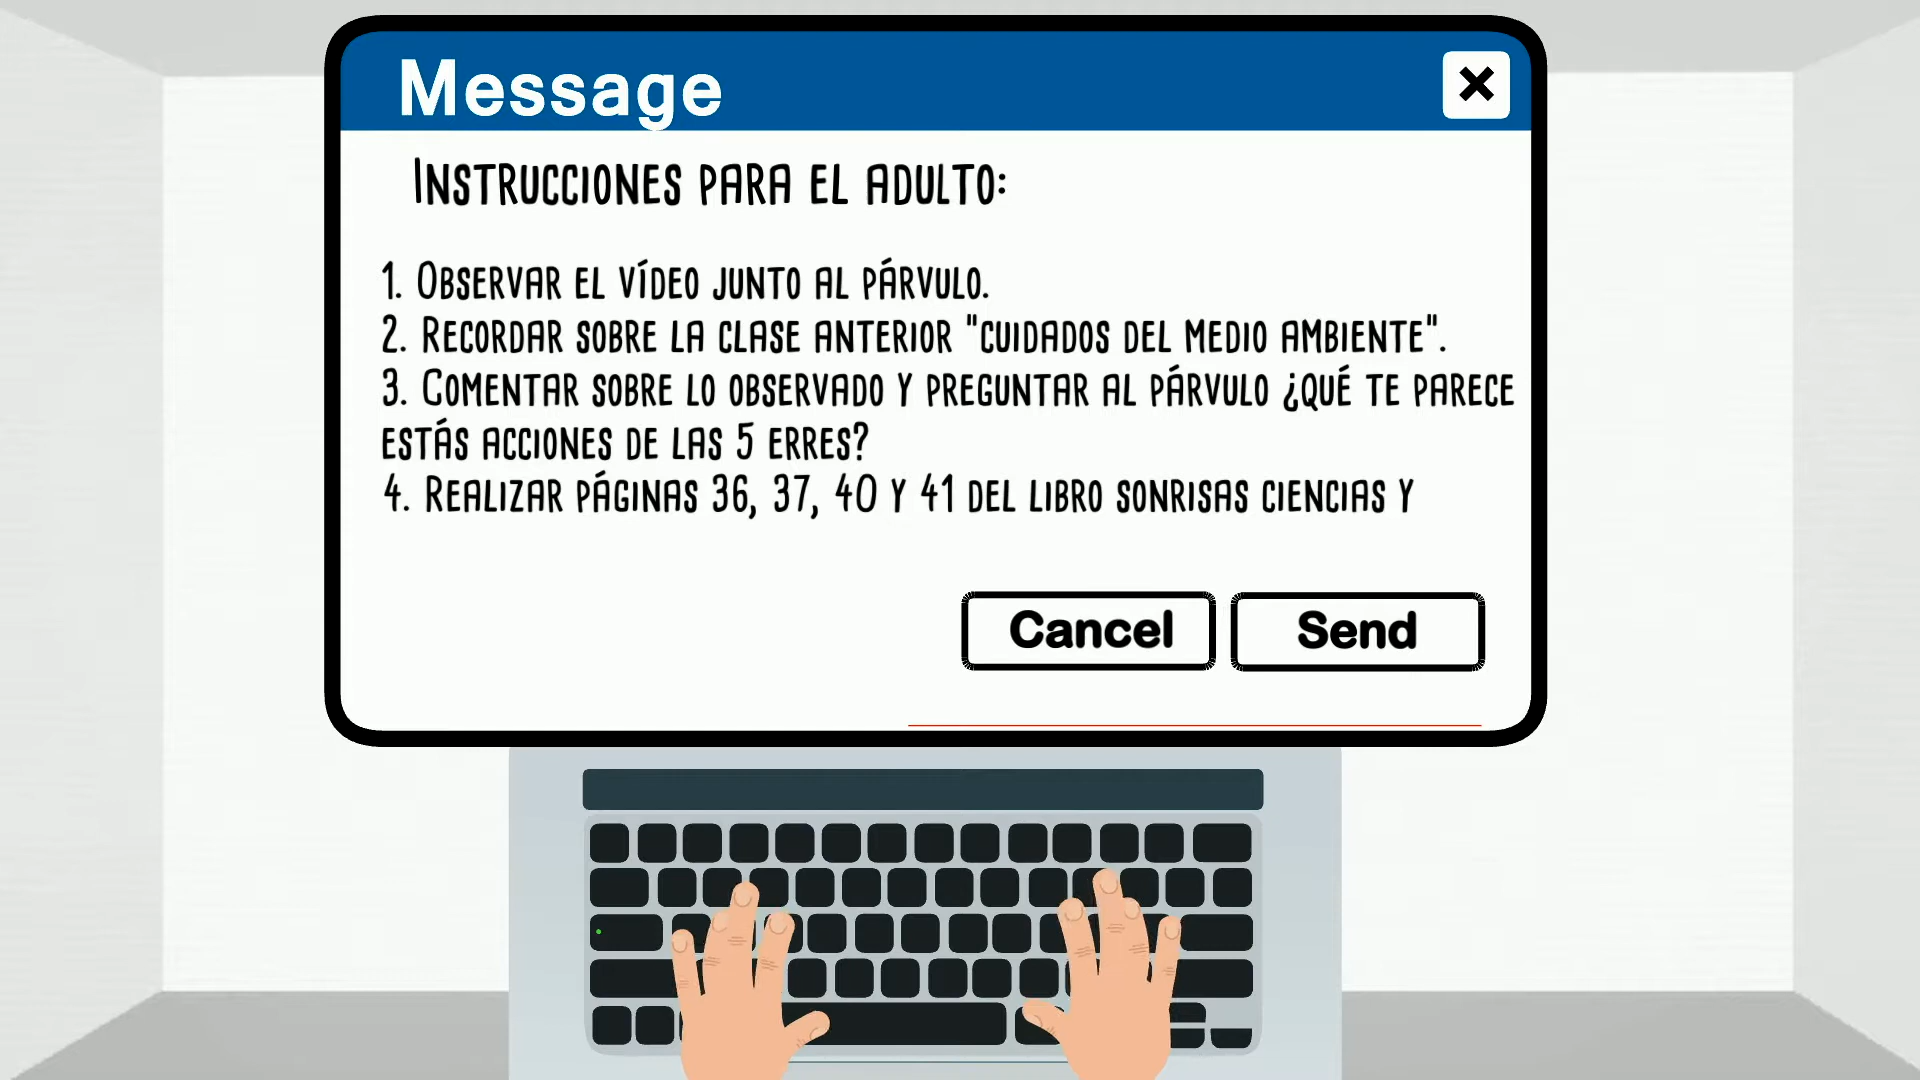 Message
INSTRUCCIONES PARA EL ADULTO:
1. OBSERVAR EL VÍDEO JUNTO AL PÁRVULO.
2. RECORDAR SOBRE LA CLASE ANTERIOR "CUIDADOS DEL MEDIO AMBIENTE".
3. COMENTAR SOBRE LO OBSERVADO Y PREGUNTAR AL PÁRVULO ¿QUÉ TE PARECE
ESTÁS ACCIONES DE LAS 5 ERRES?
4. REALIZAR PÁGINAS 36, 37, 40 Y 41 DEL LIBRO SONRISAS CIENCIAS Y
Cancel Send